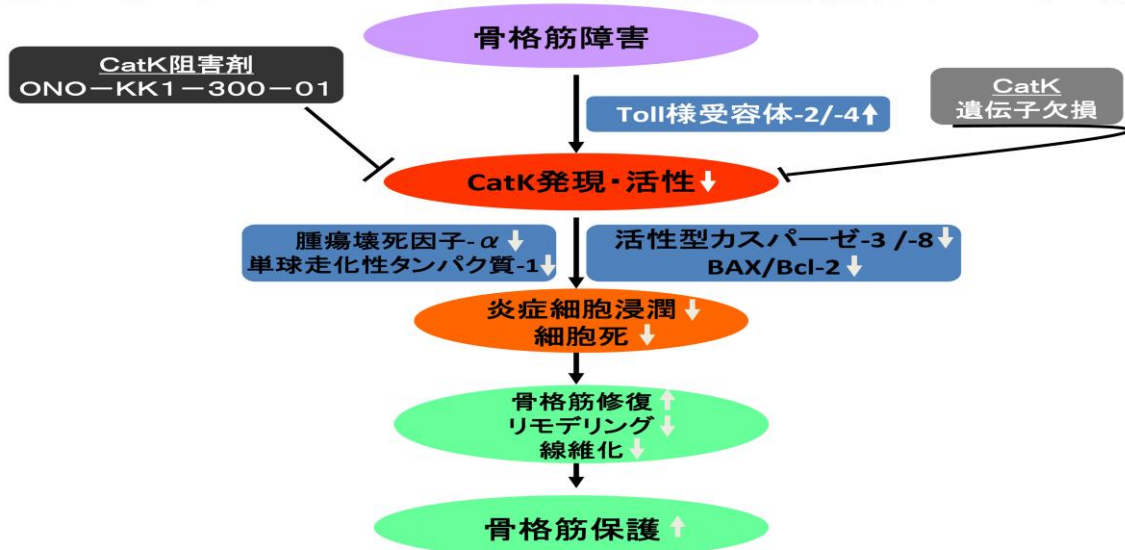 骨格筋障害
CatK阻害剤
ONO－KK1－300－01
CatK
遺伝子欠損
Toll様受容体-2/-4↑
CatK発現・活性↓
腫瘍壊死因子-α↓
単球走化性タンパク質-1↓
活性型カスパーゼ-3 /-8↓
BAX/Bcl-2↓
炎症細胞浸潤↓
細胞死↓
骨格筋修復↑
リモデリング↓
線維化↓
骨格筋保護↑